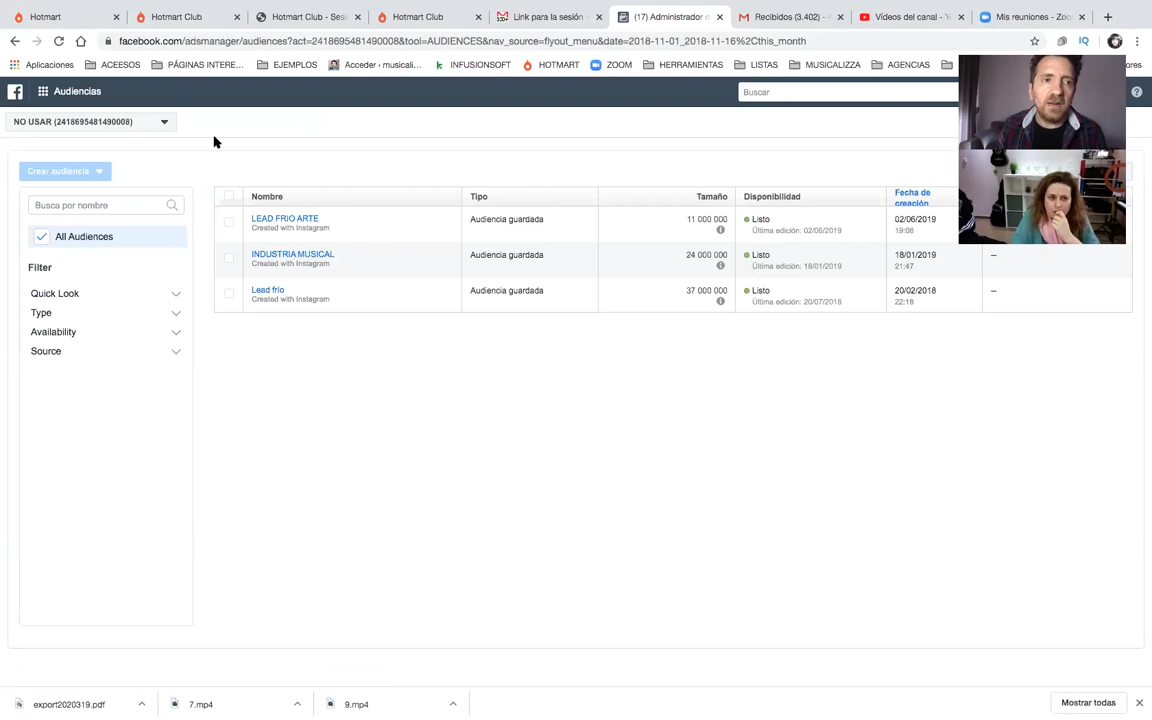 Hotmart
Hotmart Club
Hotmart Club - Sesi
Hotmart Club
100+
Link para la sesión
(17) Administrador
Recibidos (3.402)
Vídeos del canal - Y
Mis reuniones - Zoo
facebook.com/adsmanager/audiences?act=2418695481490008&tool=AUDIENCES&nav_source=flyout_menu&date=2018-11-01_2018-11-16%2Cthis_month
IQ
Aplicaciones
ACEESOS
PÁGINAS INTERE...
EJEMPLOS
Acceder ‹ musicali...
INFUSIONSOFT
HOTMART
ZOOM
HERRAMIENTAS
LISTAS
MUSICALIZZA
AGENCIAS
ores
Audiencias
Buscar
NO USAR (2418695481490008)
Crear audiencia
Busca por nombre
All Audiences
Filter
Quick Look
Type
Availability
Source
Nombre
Tipo
Tamaño
Disponibilidad
Fecha de
creación
LEAD FRIO ARTE
Created with Instagram
Audiencia guardada
11 000 000
Listo
Última edición: 02/06/2019
02/06/2019
19:08
INDUSTRIA MUSICAL
Created with Instagram
Audiencia guardada
24 000 000
Listo
Última edición: 18/01/2019
18/01/2019
21:47
--
Lead frío
Created with Instagram
Audiencia guardada
37 000 000
Listo
Última edición: 20/07/2018
20/02/2018
22:18
--
export2020319.pdf
7.mp4
9.mp4
Mostrar todas